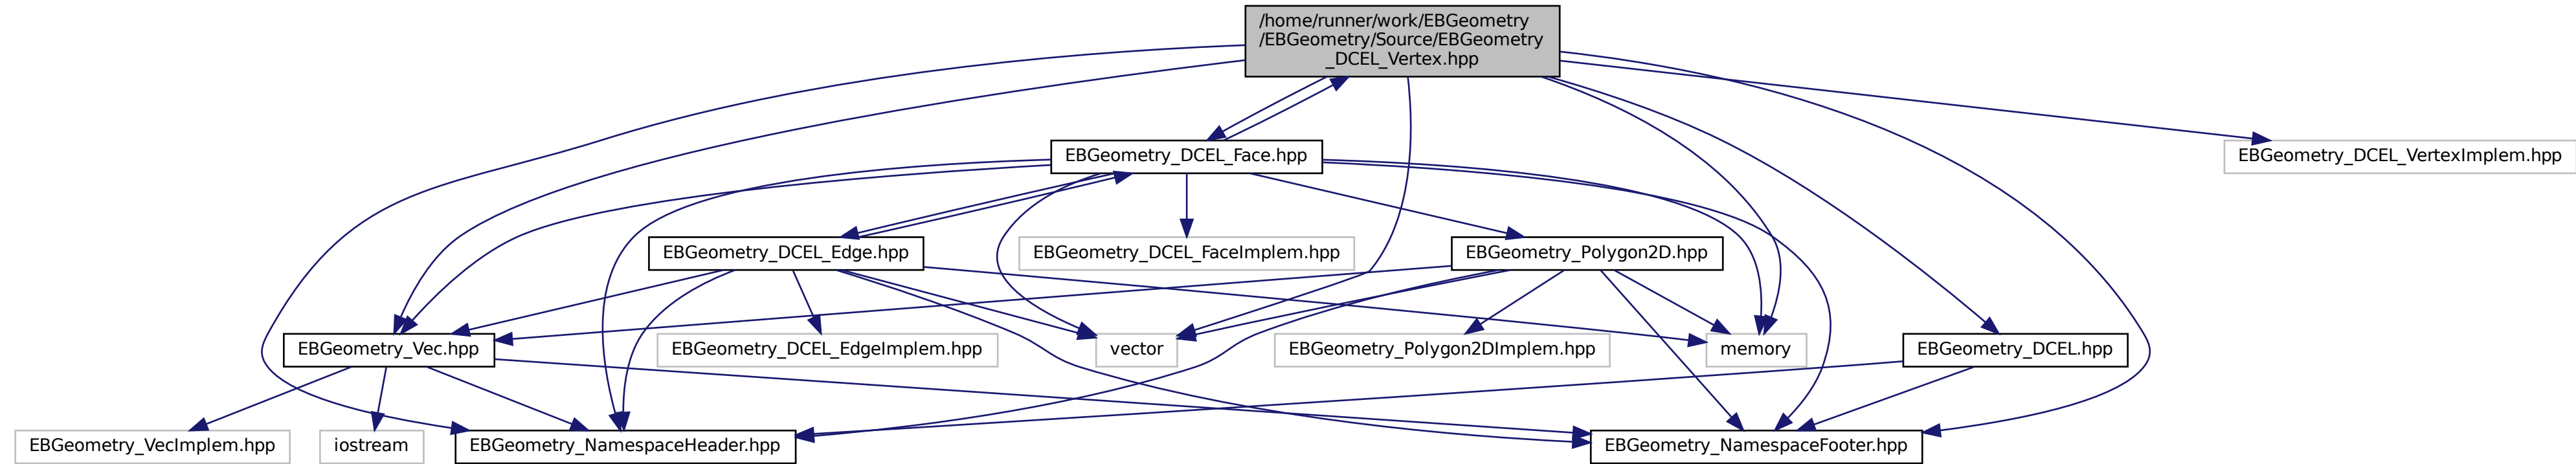 /home/runner/work/EBGeometry
/EBGeometry/Source/EBGeometry
_DCEL_Vertex.hpp
EBGeometry_DCEL_Face.hpp
EBGeometry_DCEL_VertexImplem.hpp
EBGeometry_DCEL_Edge.hpp
EBGeometry_DCEL_FaceImplem.hpp
EBGeometry_Polygon2D.hpp
EBGeometry_Vec.hpp
EBGeometry_DCEL_EdgeImplem.hpp
vector
EBGeometry_Polygon2DImplem.hpp
memory
EBGeometry_DCEL.hpp
EBGeometry_VecImplem.hpp
iostream
EBGeometry_NamespaceHeader.hpp
EBGeometry_NamespaceFooter.hpp